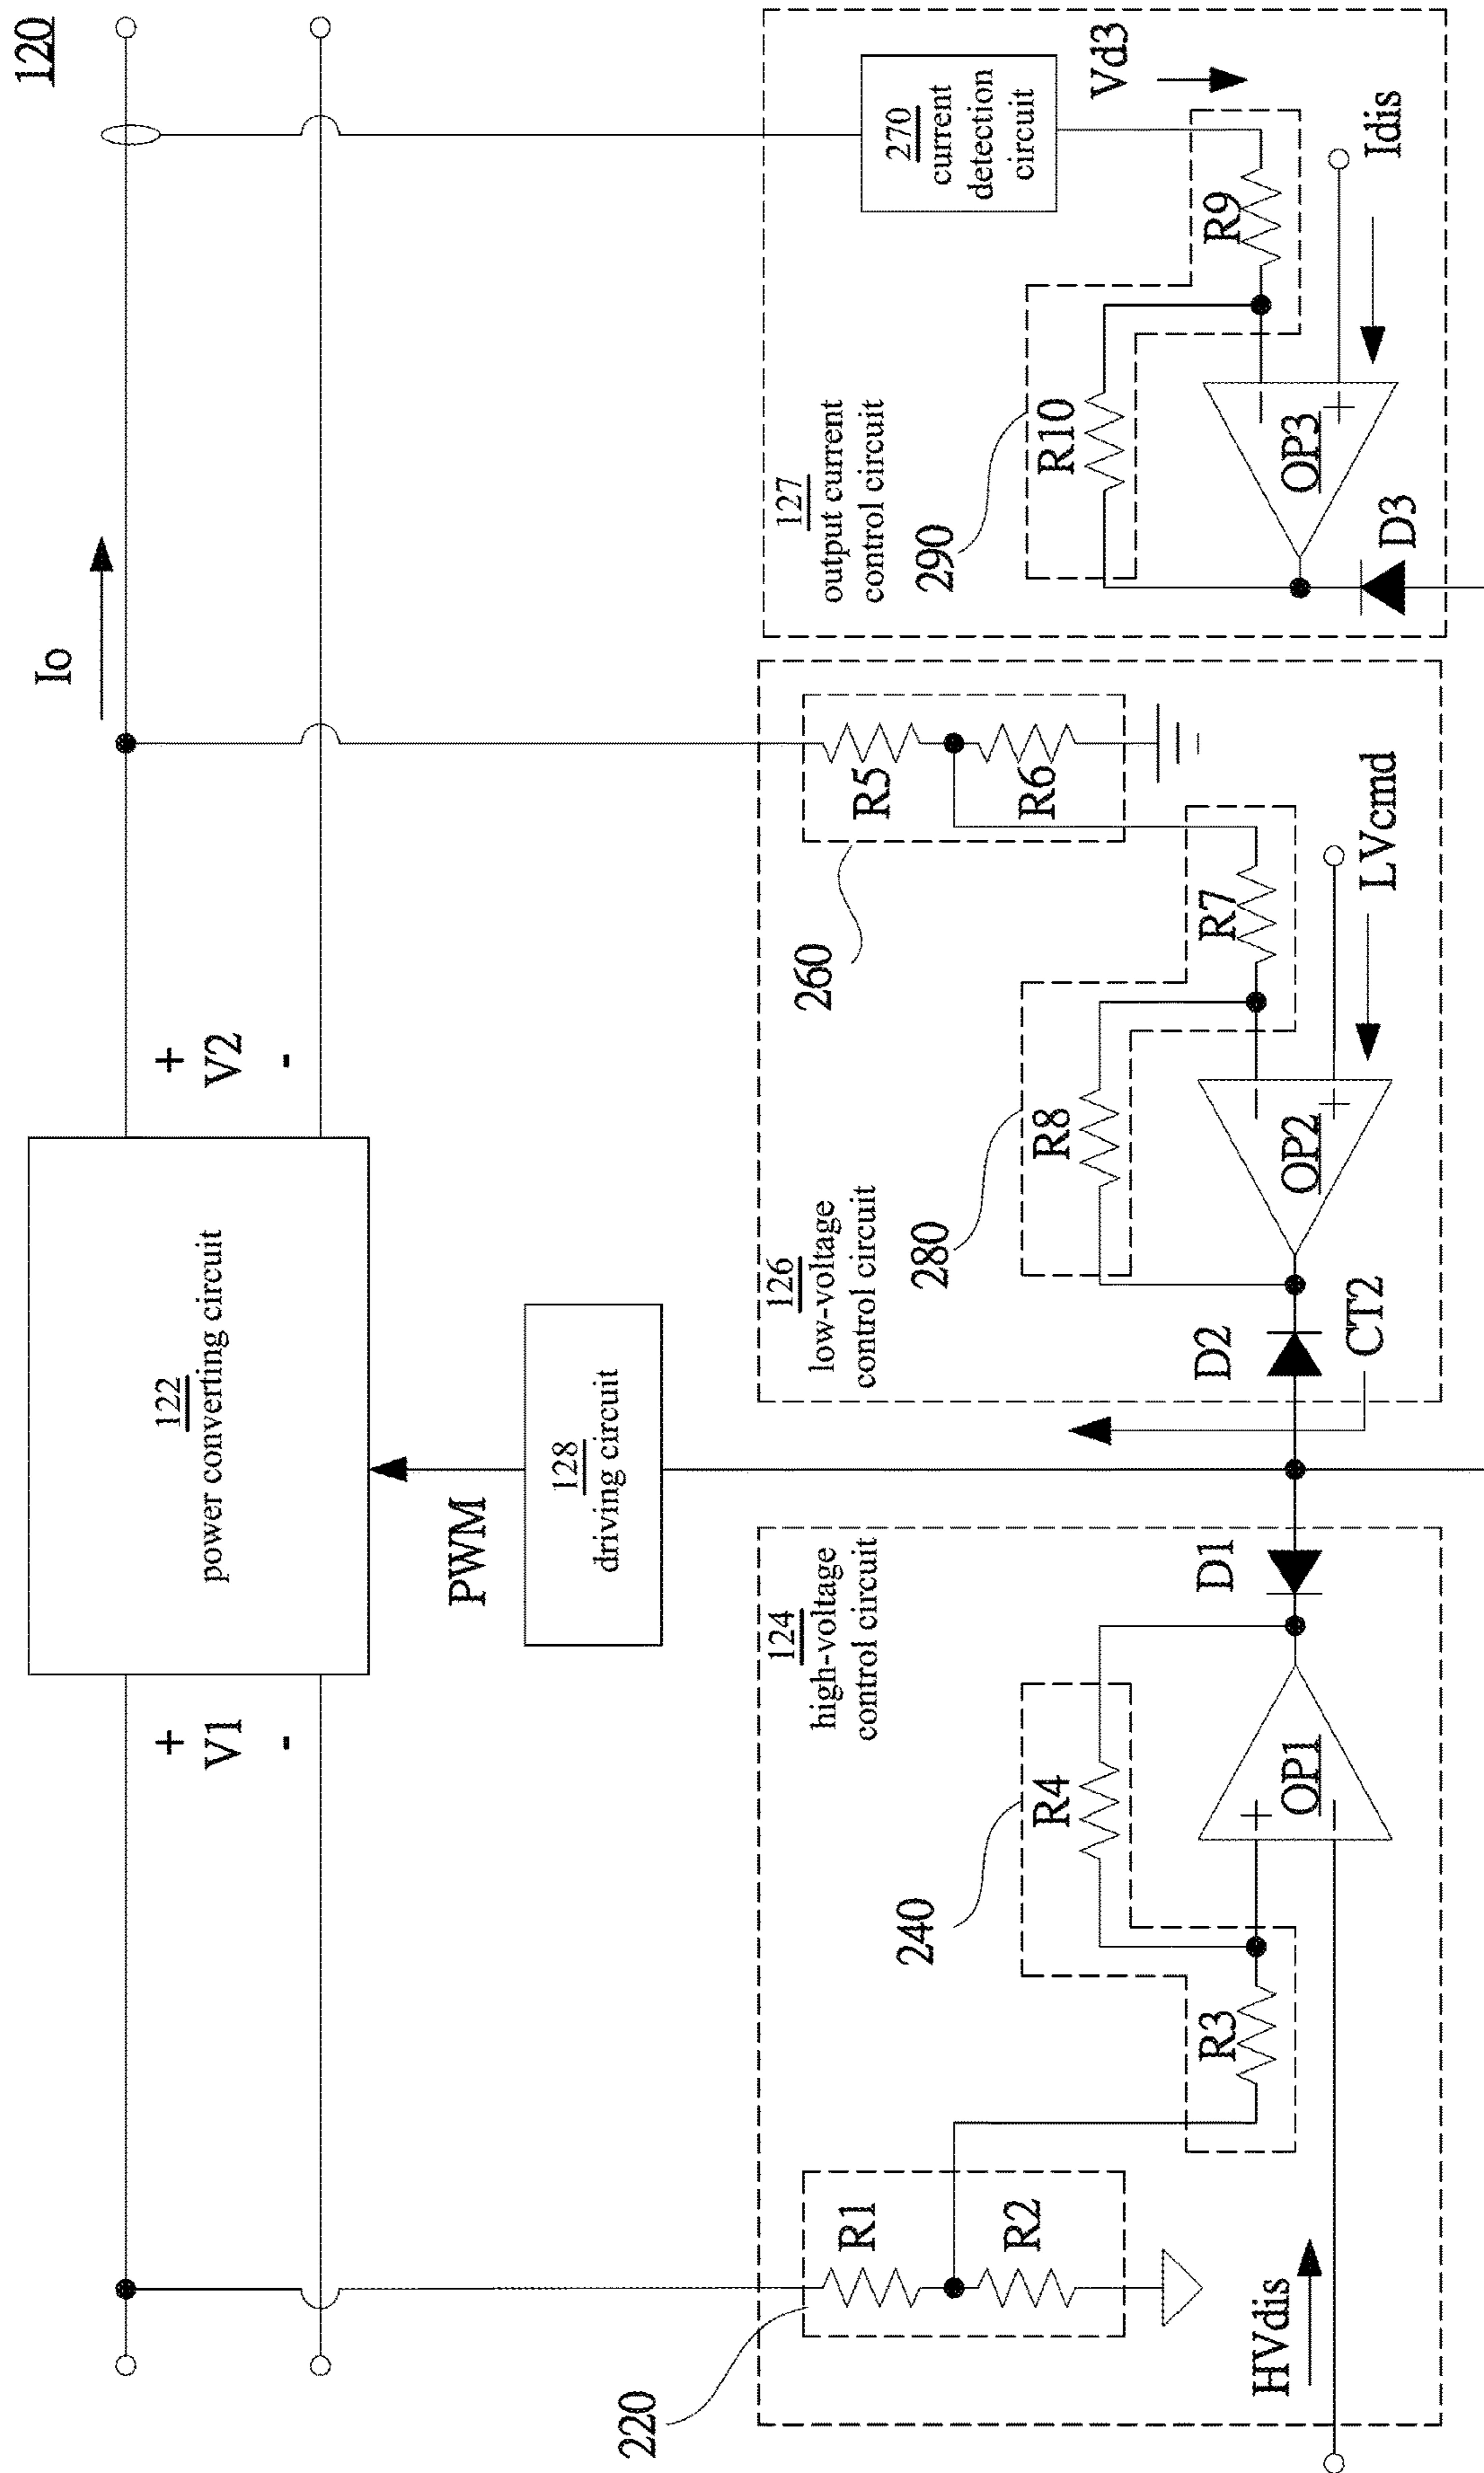 120
Io
+
V1
-
122
power converting circuit
+
V2
-
PWM
128
driving circuit
220
R1
R2
124
high-voltage
control circuit
240
R4
R3
+
-
OP1
D1
HVdis
126
low-voltage
control circuit
260
R5
R6
280
R8
R7
-
+
OP2
D2
CT2
LVcmd
127
output current
control circuit
270
current
detection
circuit
Vd3
290
R10
R9
-
+
OP3
D3
Idis